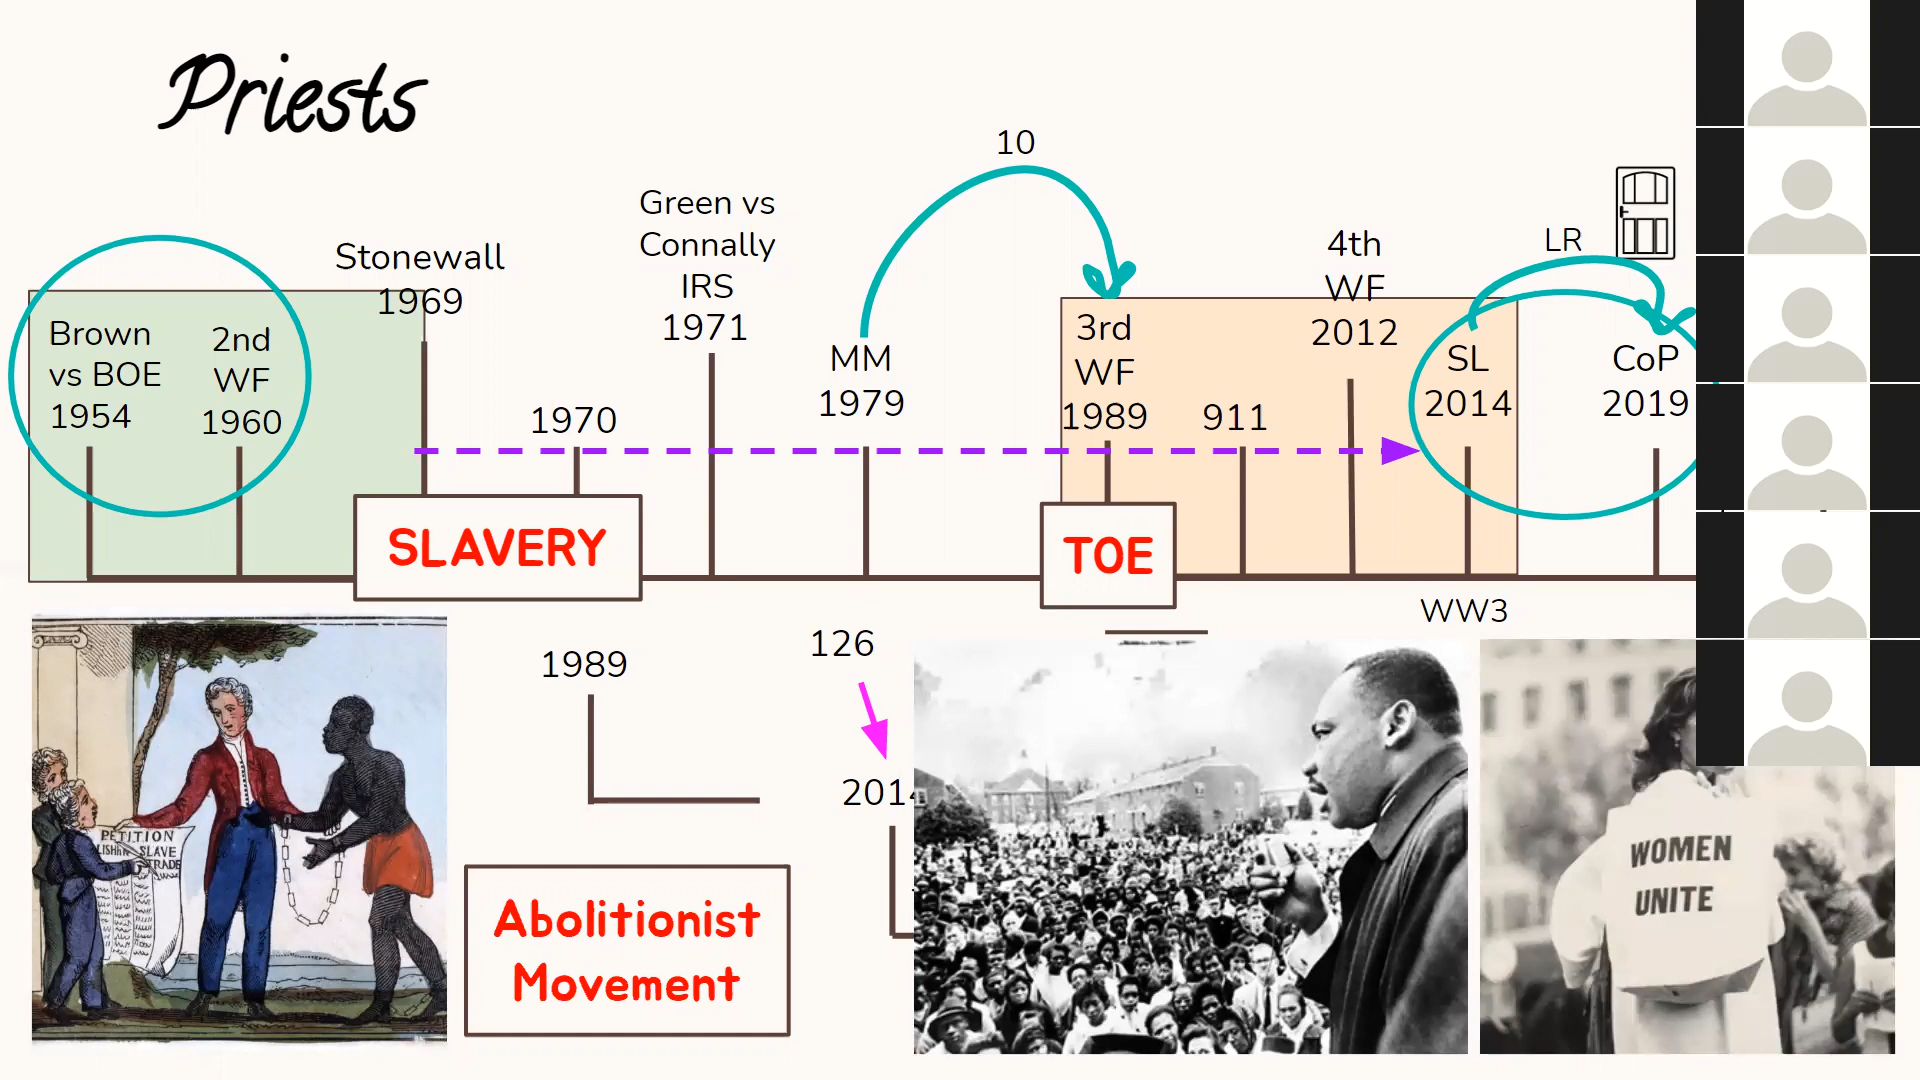 Priests
10
Green vs
Connally
IRS
1971
Stonewall
1969
4th
WF
2012
LR
Brown
vs BOE
1954
2nd
WF
1960
1970
MM
1979
3rd
WF
1989
911
SL
2014
CoP
2019
SLAVERY
TOE
WW3
1989
126
201
PETITION
SLAVE
TRADE
Abolitionist
Movement
WOMEN
UNITE